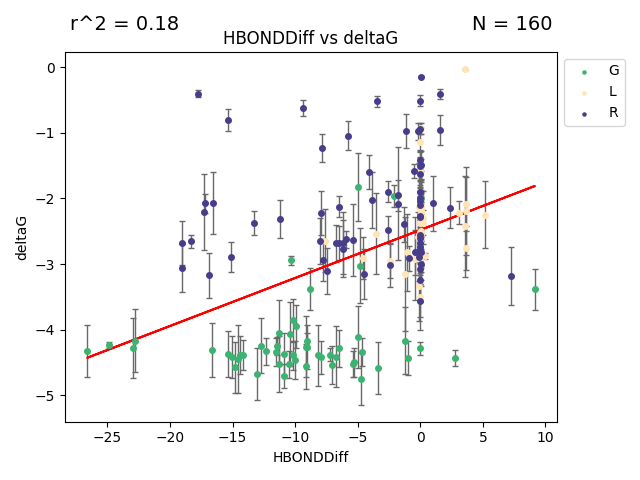 r^2 = 0.18
N = 160
HBONDDiff vs deltaG
deltaG
0
−1
−2
−3
−4
−5
−25
−20
−15
−10
−5
0
5
10
HBONDDiff
G
L
R